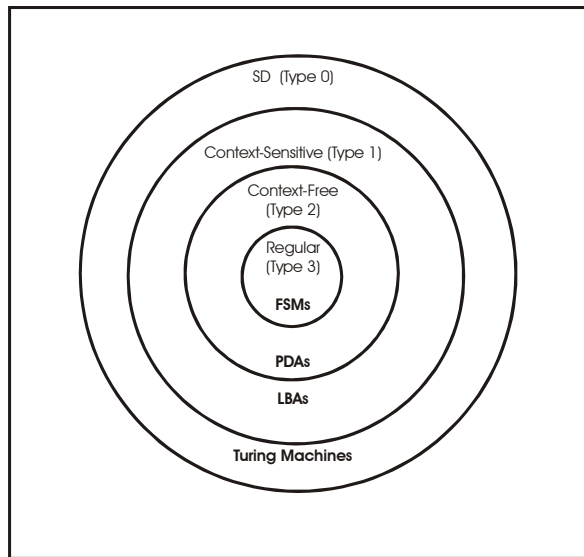 SD (Type 0)
Context-Sensitive (Type 1)
Context-Free
(Type 2)
Regular
(Type 3)
FSMs
PDAs
LBAs
Turing Machines